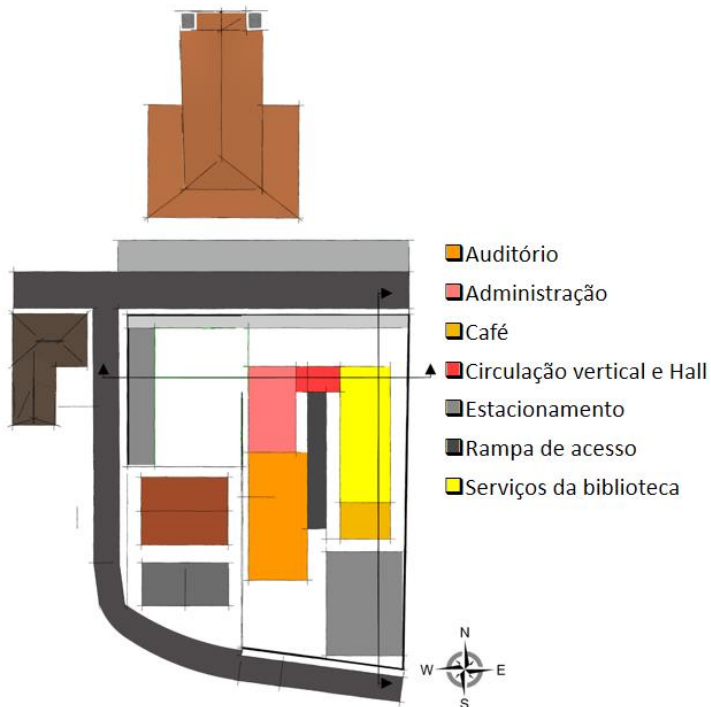 Auditório
Administração
Café
Circulação vertical e Hall
Estacionamento
Rampa de acesso
Serviços da biblioteca
N
W E
S